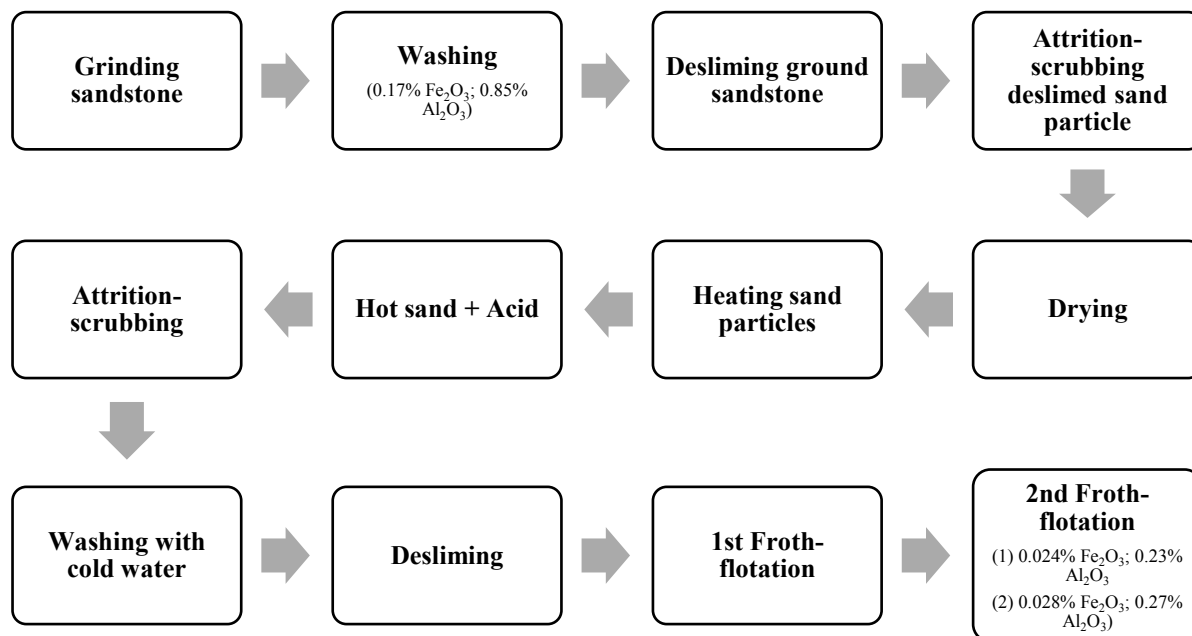 Grinding
sandstone
Washing
(0.17% Fe₂O₃; 0.85%
Al₂O₃)
Desliming ground
sandstone
Attrition-
scrubbing
deslimed sand
particle
Attrition-
scrubbing
Hot sand + Acid
Heating sand
particles
Drying
Washing with
cold water
Desliming
1st Froth-
flotation
2nd Froth-
flotation
(1) 0.024% Fe₂O₃; 0.23%
Al₂O₃
(2) 0.028% Fe₂O₃; 0.27%
Al₂O₃)